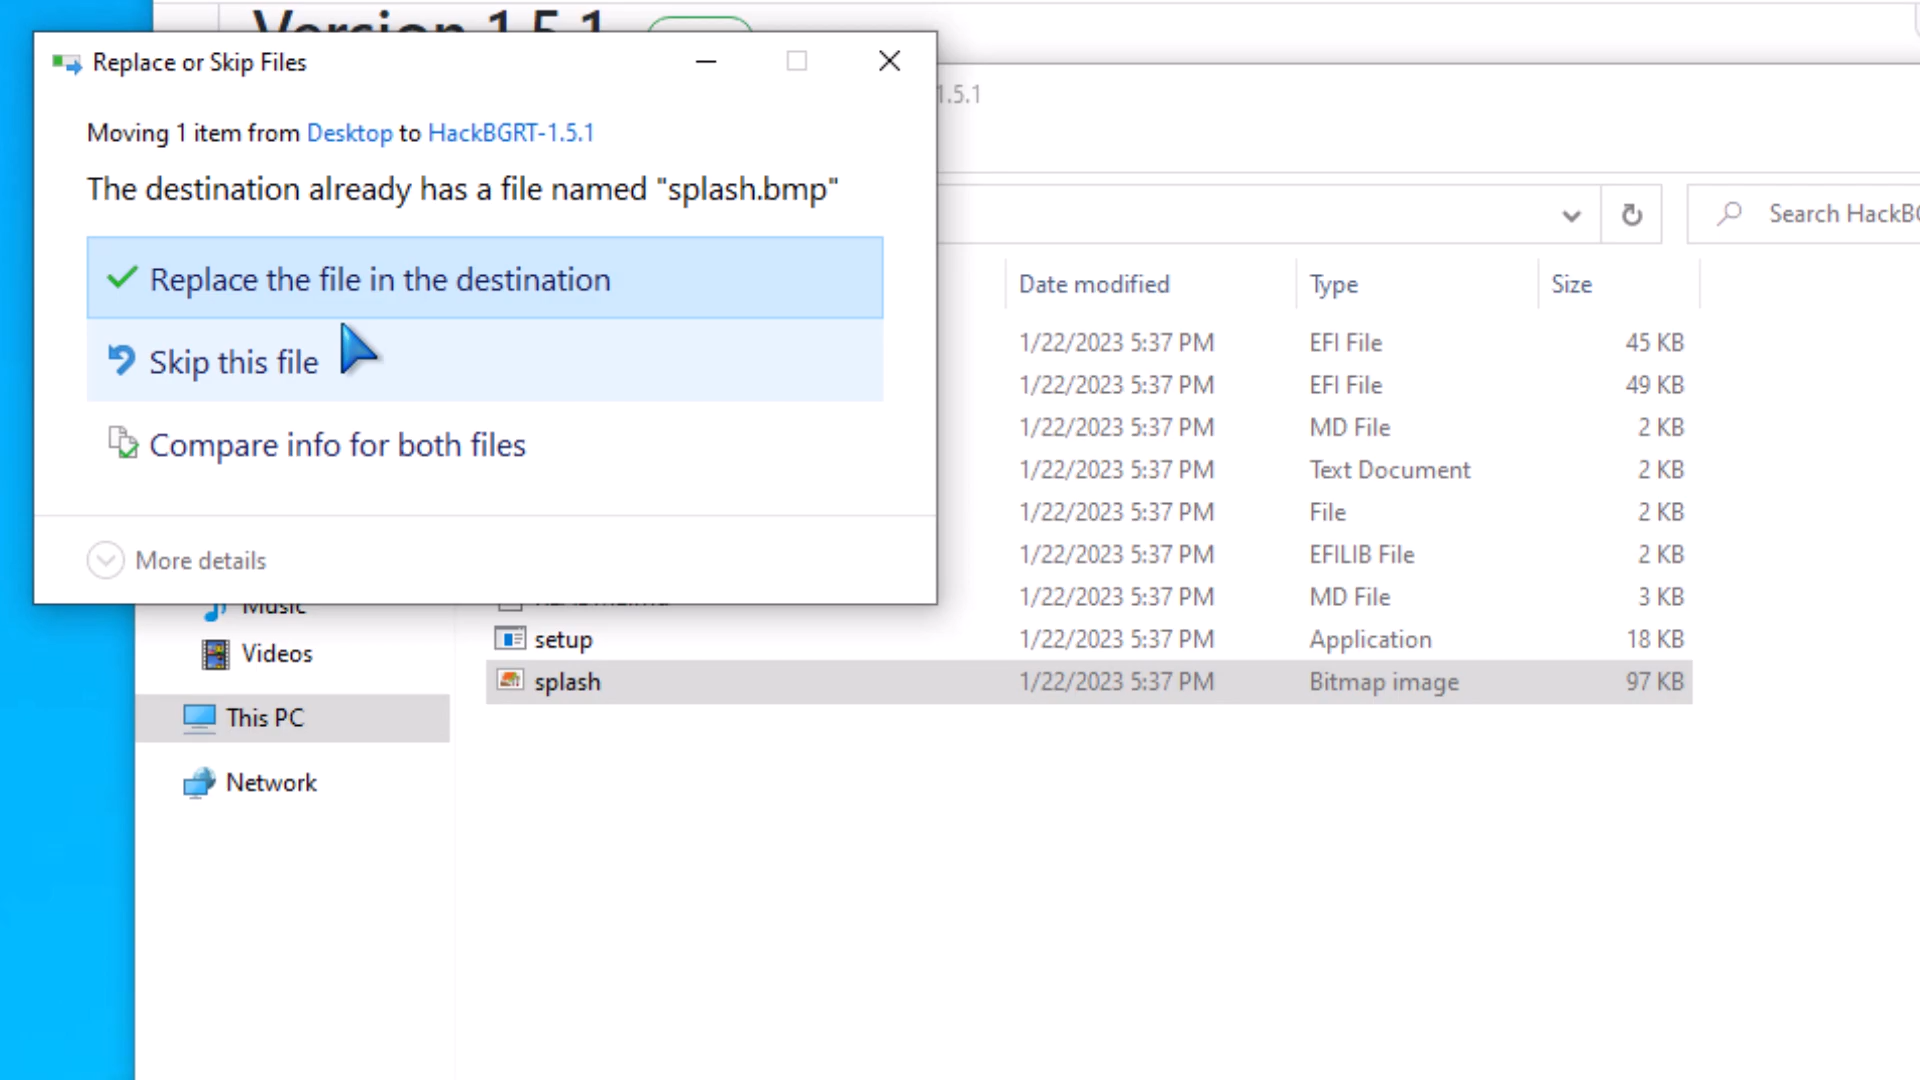 Version 1.5.1
Replace or Skip Files
1.5.1
Moving 1 item from Desktop to HackBGRT-1.5.1
The destination already has a file named "splash.bmp"
Search HackBG
Replace the file in the destination
Skip this file
Compare info for both files
More details
Date modified Type Size
1/22/2023 5:37 PM EFI File 45 KB
1/22/2023 5:37 PM EFI File 49 KB
1/22/2023 5:37 PM MD File 2 KB
1/22/2023 5:37 PM Text Document 2 KB
1/22/2023 5:37 PM File 2 KB
1/22/2023 5:37 PM EFILIB File 2 KB
1/22/2023 5:37 PM MD File 3 KB
setup 1/22/2023 5:37 PM Application 18 KB
splash 1/22/2023 5:37 PM Bitmap image 97 KB
Music
Videos
This PC
Network